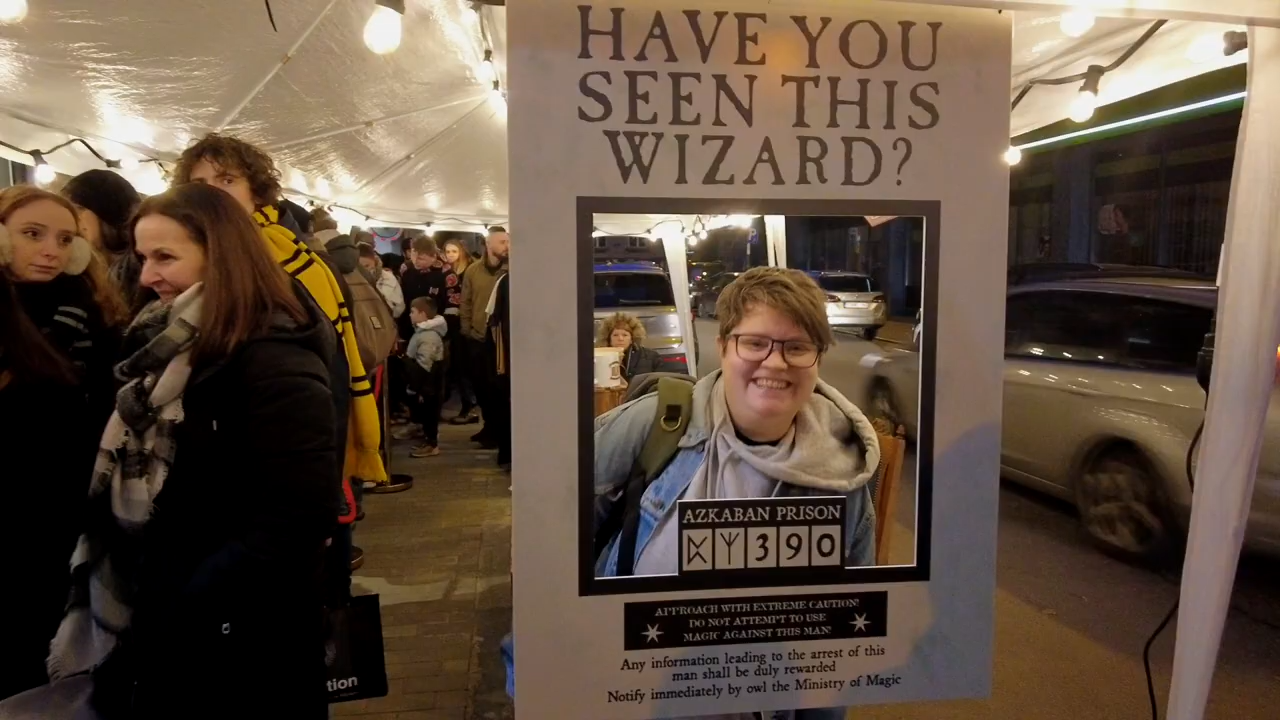 HAVE YOU
SEEN THIS
WIZARD?
AZKABAN PRISON
ᛈᛉ390
APPROACH WITH EXTREME CAUTION!
DO NOT ATTEMPT TO USE
MAGIC AGAINST THIS MAN!
Any information leading to the arrest of this
man shall be duly rewarded
Notify immediately by owl the Ministry of Magic
tion